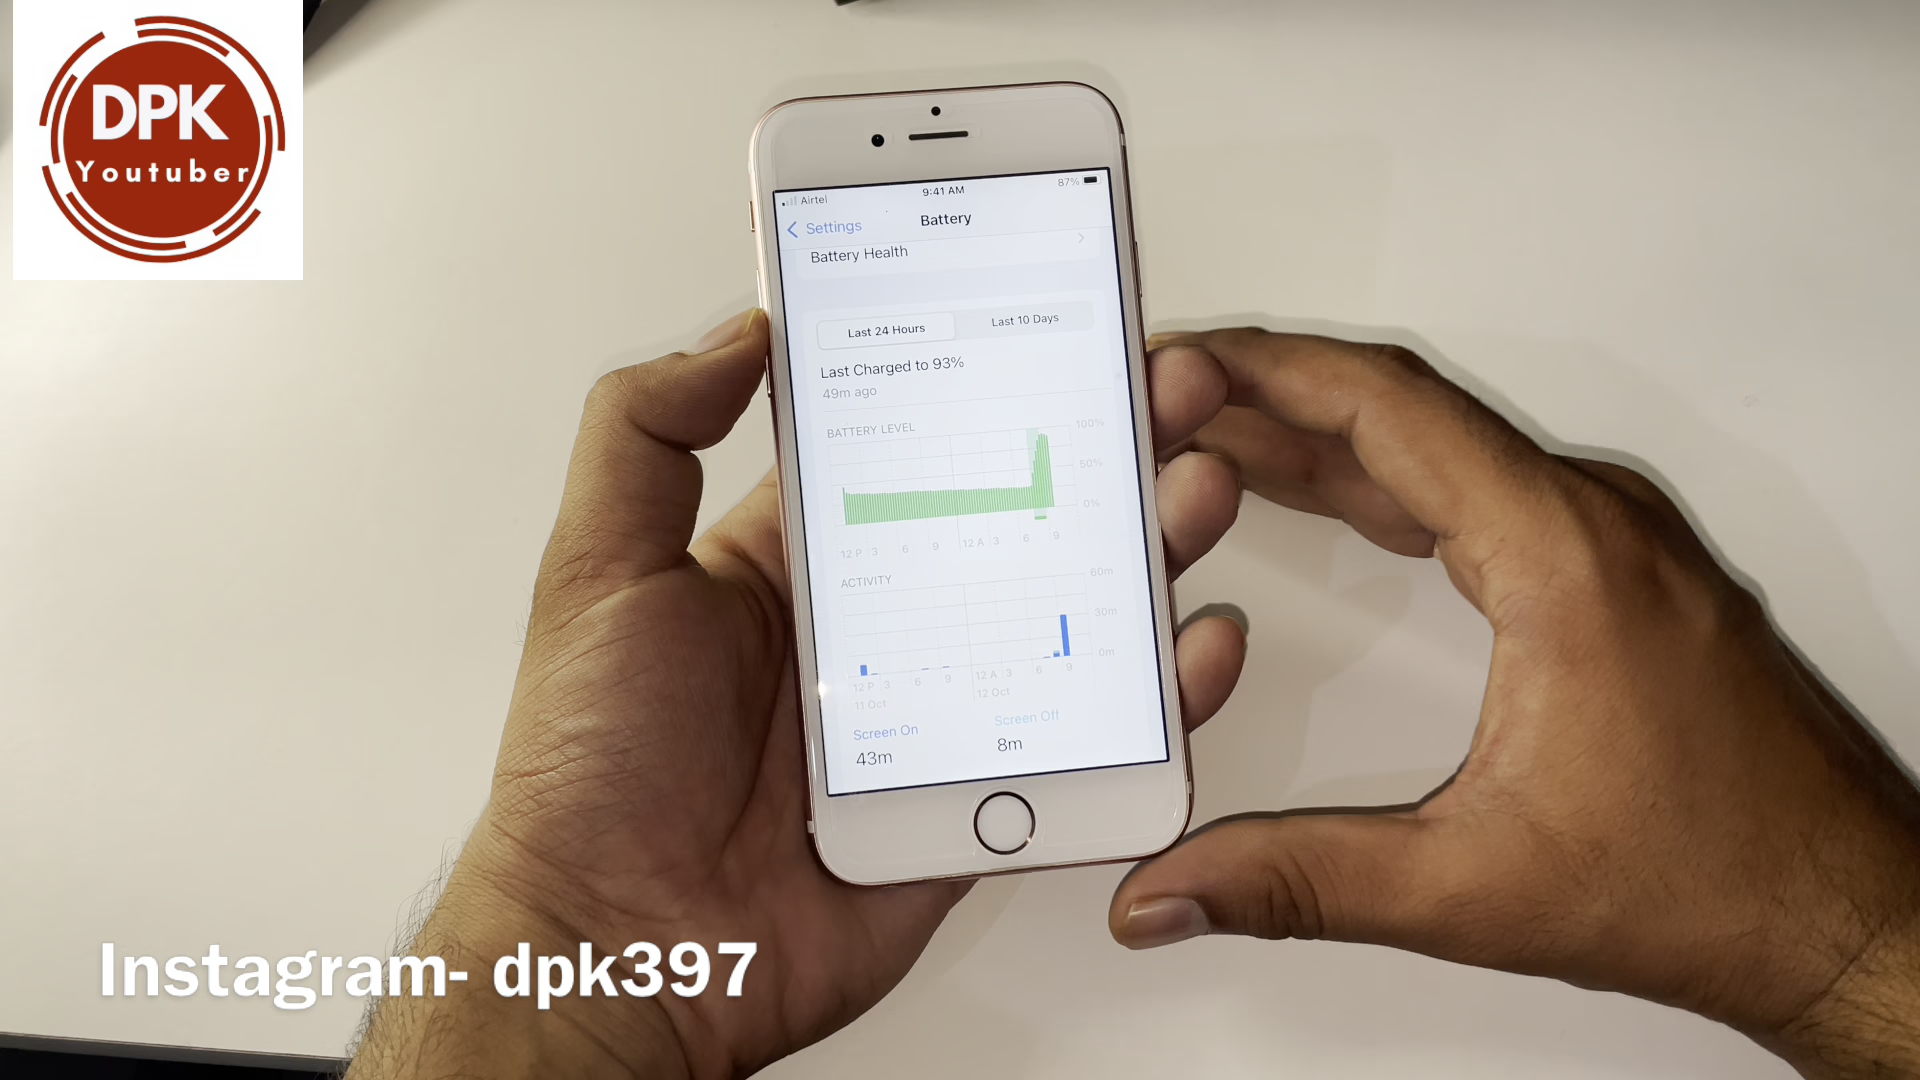 DPK
Youtuber
Airtel
9:41 AM
87%
Settings
Battery
Battery Health
Last 24 Hours
Last 10 Days
Last Charged to 93%
49m ago
BATTERY LEVEL
100%
50%
0%
12 P 3 6 9 12 A 3 6 9
ACTIVITY
60m
30m
0m
12 P 3 6 9 12 A 3 6 9
11 Oct 12 Oct
Screen On Screen Off
43m 8m
Instagram- dpk397